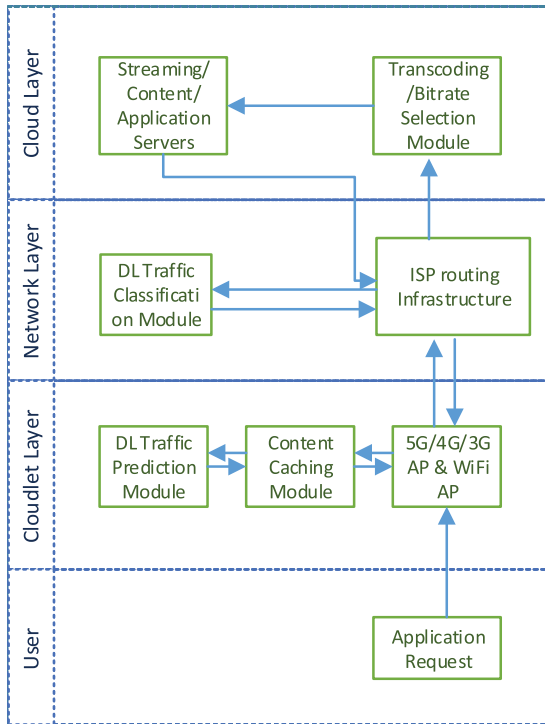 Cloud Layer
Streaming/
Content/
Application
Servers
Transcoding
/Bitrate
Selection
Module
Network Layer
DL Traffic
Classificati
on Module
ISP routing
Infrastructure
Cloudlet Layer
DL Traffic
Prediction
Module
Content
Caching
Module
5G/4G/3G
AP & WiFi
AP
User
Application
Request